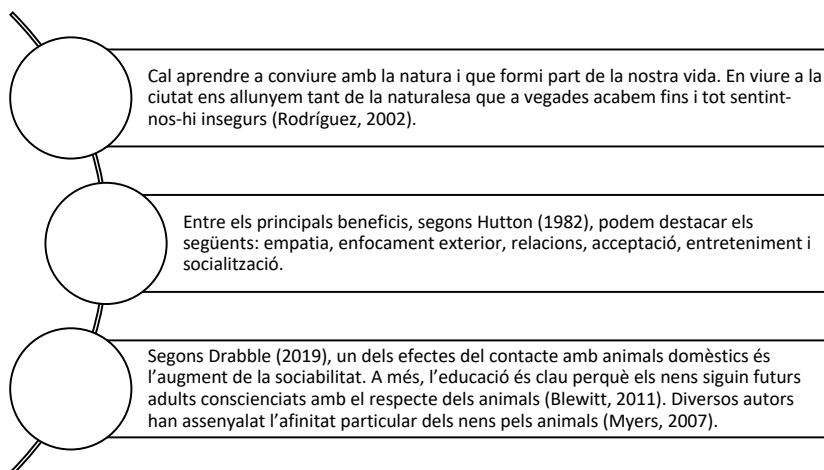 Cal aprendre a conviure amb la natura i que formi part de la nostra vida. En viure a la
ciutat ens allunyem tant de la naturalesa que a vegades acabem fins i tot sentint-
nos-hi insegurs (Rodríguez, 2002).
Entre els principals beneficis, segons Hutton (1982), podem destacar els
següents: empatia, enfocament exterior, relacions, acceptació, entreteniment i
socialització.
Segons Drabble (2019), un dels efectes del contacte amb animals domèstics és
l’augment de la sociabilitat. A més, l’educació és clau perquè els nens siguin futurs
adults conscienciats amb el respecte dels animals (Blewitt, 2011). Diversos autors
han assenyalat l’afinitat particular dels nens pels animals (Myers, 2007).